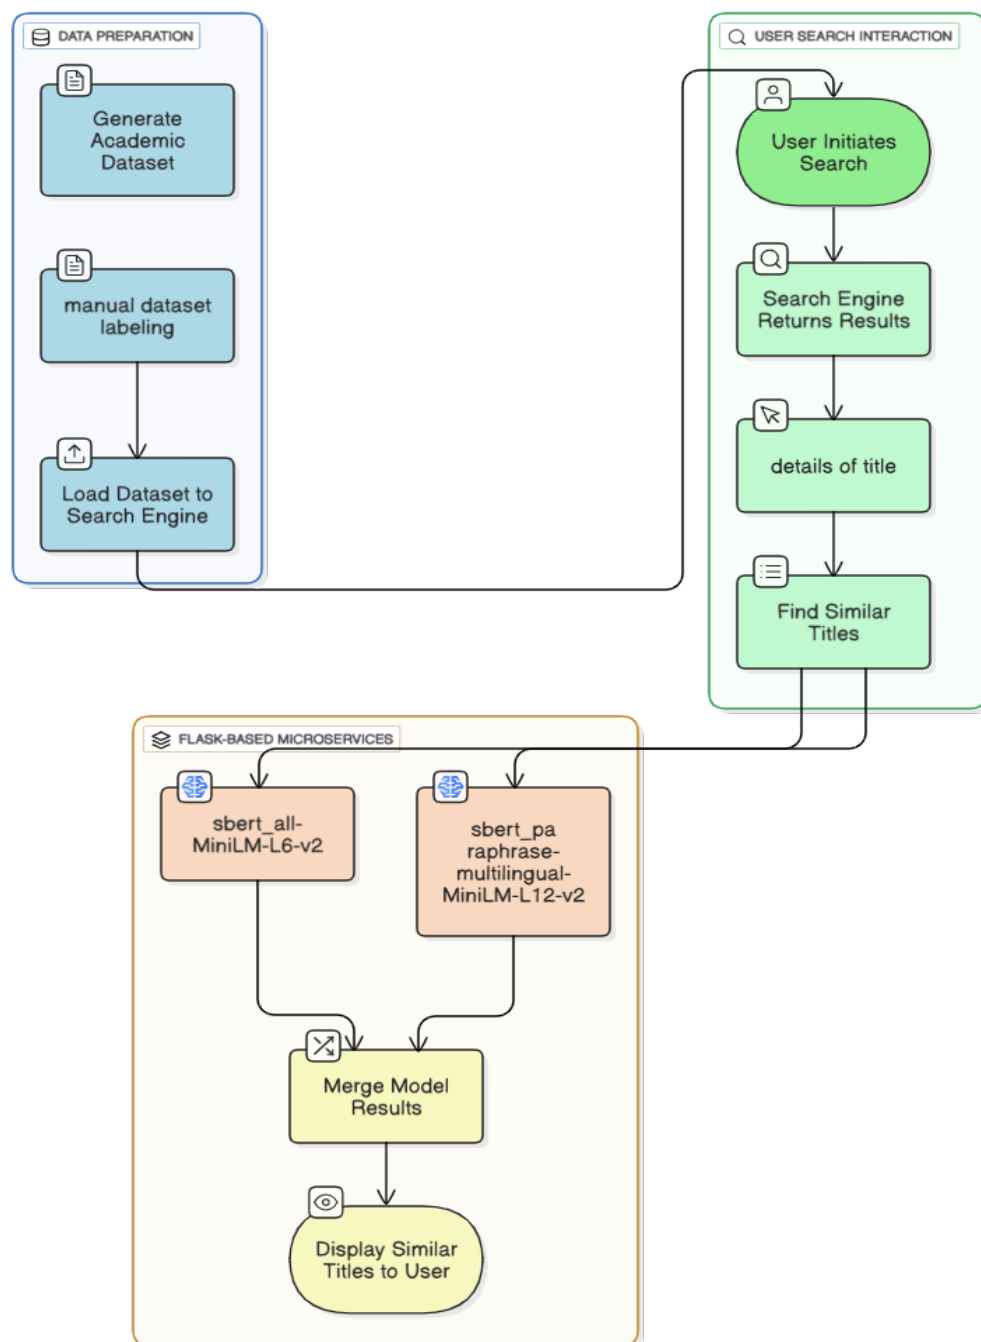 DATA PREPARATION
Generate
Academic
Dataset
manual dataset
labeling
Load Dataset to
Search Engine
USER SEARCH INTERACTION
User Initiates
Search
Search Engine
Returns Results
details of title
Find Similar
Titles
FLASK-BASED MICROSERVICES
sbert_all-
MiniLM-L6-v2
sbert_pa
raphrase-
multilingual-
MiniLM-L12-v2
Merge Model
Results
Display Similar
Titles to User